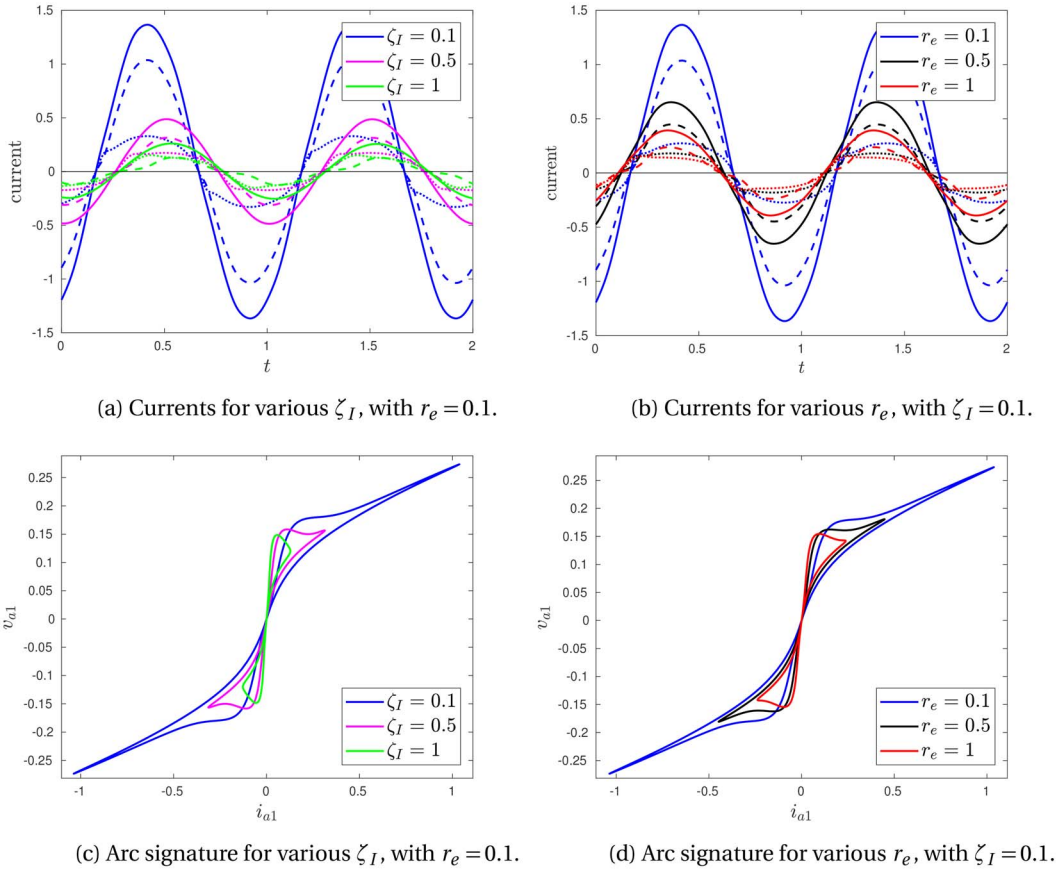 1.5
1
0.5
0
-0.5
-1
-1.5
current
0
0.5
1
1.5
2
t
ζ_I = 0.1
ζ_I = 0.5
ζ_I = 1
(a) Currents for various ζ_I, with r_e = 0.1.
1.5
1
0.5
0
-0.5
-1
-1.5
current
0
0.5
1
1.5
2
t
r_e = 0.1
r_e = 0.5
r_e = 1
(b) Currents for various r_e, with ζ_I = 0.1.
0.25
0.2
0.15
0.1
0.05
0
-0.05
-0.1
-0.15
-0.2
-0.25
v_{a1}
-1
-0.5
0
0.5
1
i_{a1}
ζ_I = 0.1
ζ_I = 0.5
ζ_I = 1
(c) Arc signature for various ζ_I, with r_e = 0.1.
0.25
0.2
0.15
0.1
0.05
0
-0.05
-0.1
-0.15
-0.2
-0.25
v_{a1}
-1
-0.5
0
0.5
1
i_{a1}
r_e = 0.1
r_e = 0.5
r_e = 1
(d) Arc signature for various r_e, with ζ_I = 0.1.